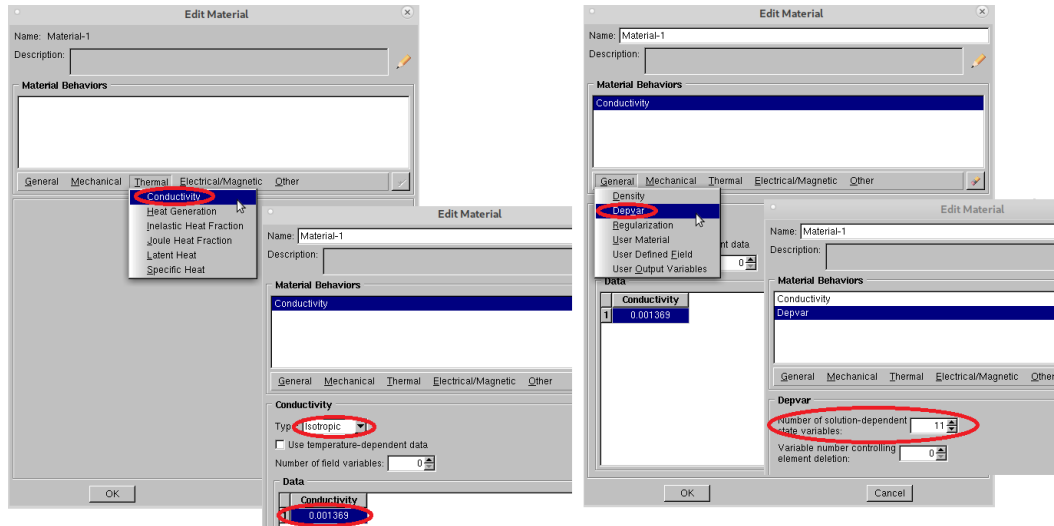 Edit Material
Name: Material-1
Description:
Material Behaviors
General Mechanical Thermal Electrical/Magnetic Other
Conductivity
Heat Generation
Inelastic Heat Fraction
Joule Heat Fraction
Latent Heat
Specific Heat
OK
Edit Material
Name: Material-1
Description:
Material Behaviors
Conductivity
General Mechanical Thermal Electrical/Magnetic Other
Conductivity
Isotropic
Use temperature-dependent data
Number of field variables: 0
Data
Conductivity
1 0.001369
Edit Material
Name: Material-1
Description:
Material Behaviors
Conductivity
General Mechanical Thermal Electrical/Magnetic Other
Density
Depvar
Regularization
User Material
User Defined Field
User Output Variables
nt data
0
Data
Conductivity
1 0.001369
OK Cancel
Edit Material
Name: Material-1
Description:
Material Behaviors
Conductivity
Depvar
General Mechanical Thermal Electrical/Magnetic Other
Depvar
Number of solution-dependent 11
state variables:
Variable number controlling 0
element deletion: